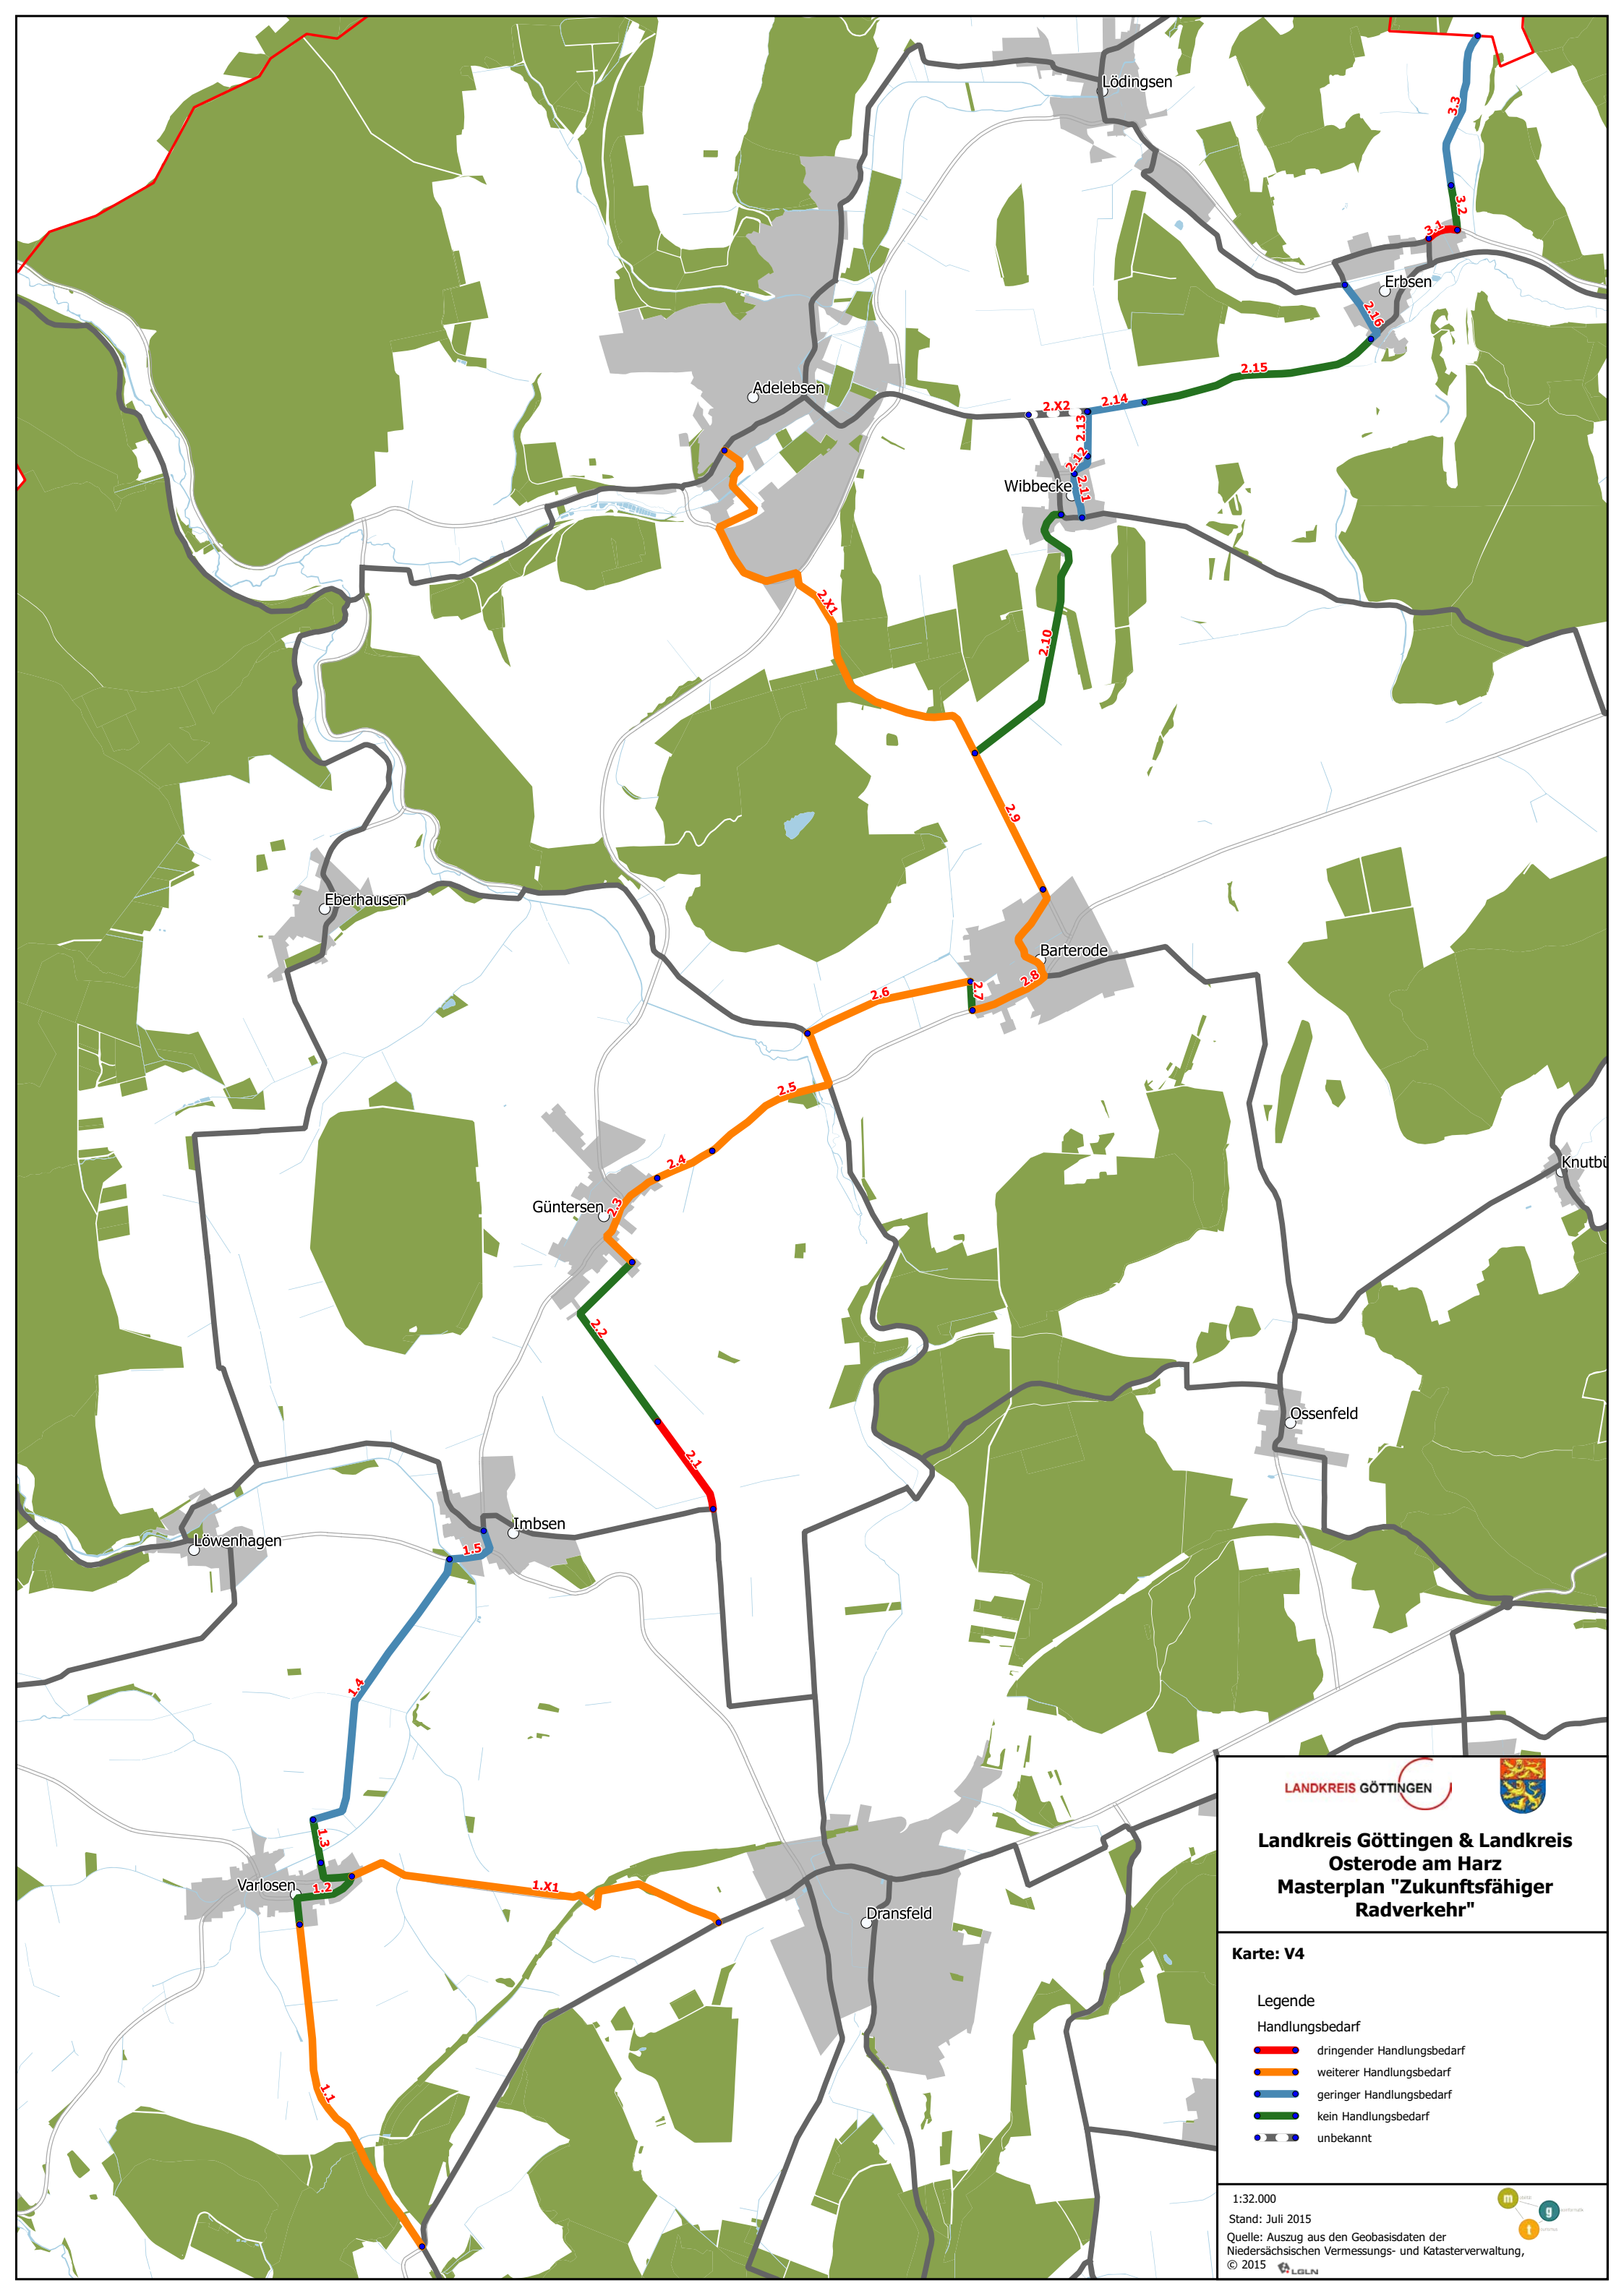 Lödingsen
3.3
3.2
3.1
Erbsen
2.16
2.15
Adelebsen
2.X2
2.14
2.13
2.12
Wibbecke
2.11
2.X1
2.10
2.9
Eberhausen
Barterode
2.6
2.7
2.8
2.5
Knutbü
2.4
Güntersen
2.3
2.2
Ossenfeld
2.1
Imbsen
Löwenhagen
1.5
1.4
1.3
Varlosen
1.2
1.X1
Dransfeld
1.1
LANDKREIS GÖTTINGEN
Landkreis Göttingen & Landkreis
Osterode am Harz
Masterplan "Zukunftsfähiger
Radverkehr"
Karte: V4
Legende
Handlungsbedarf
dringender Handlungsbedarf
weiterer Handlungsbedarf
geringer Handlungsbedarf
kein Handlungsbedarf
unbekannt
1:32.000
Stand: Juli 2015
Quelle: Auszug aus den Geobasisdaten der
Niedersächsischen Vermessungs- und Katasterverwaltung,
© 2015 LGLN
m
g
t